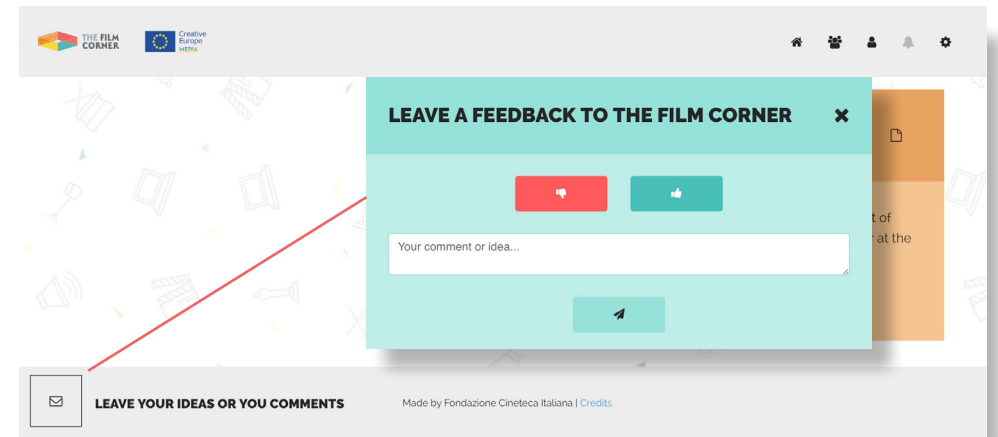 THE FILM
CORNER
Creative
Europe
MEDIA
LEAVE A FEEDBACK TO THE FILM CORNER
t of
at the
Your comment or idea...
LEAVE YOUR IDEAS OR YOU COMMENTS
Made by Fondazione Cineteca Italiana | Credits